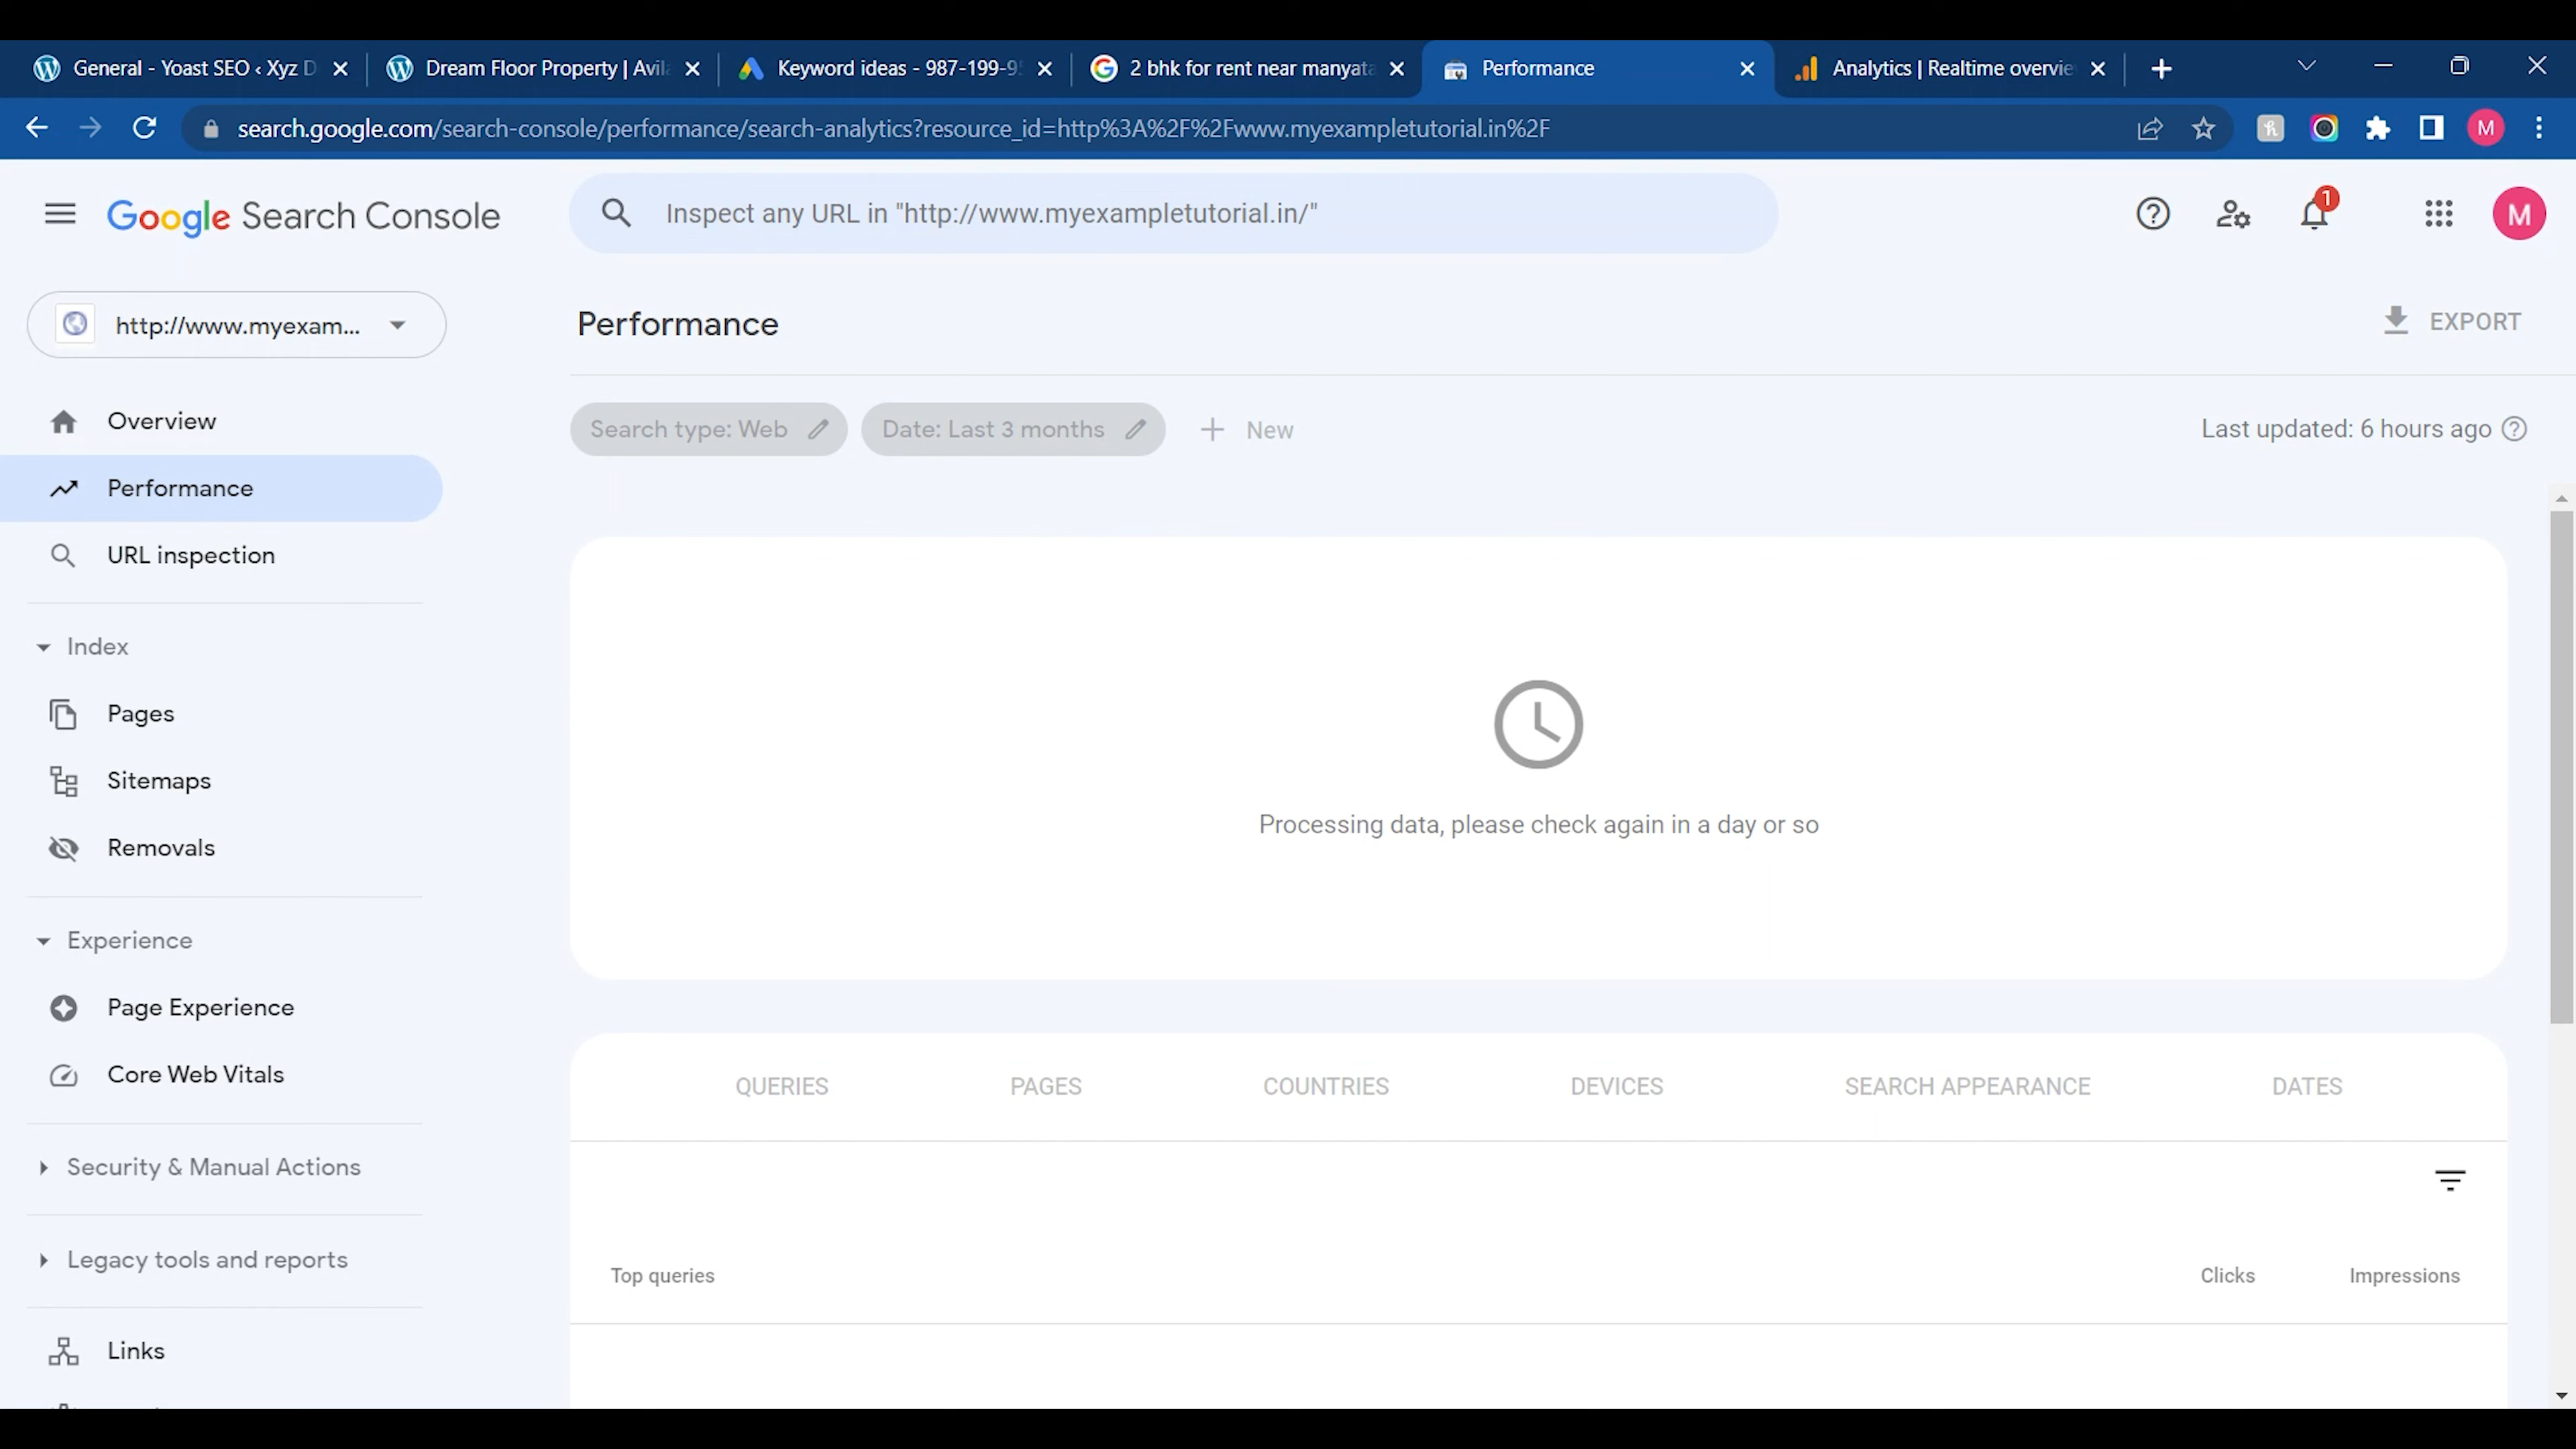 General - Yoast SEO ‹ Xyz D
Dream Floor Property | Avila
Keyword ideas - 987-199-9
2 bhk for rent near manyata
Performance
Analytics | Realtime overvie
search.google.com/search-console/performance/search-analytics?resource_id=http%3A%2F%2Fwww.myexampletutorial.in%2F
M
Google Search Console
Inspect any URL in "http://www.myexampletutorial.in/"
1
M
http://www.myexam...
Performance
EXPORT
Overview
Search type: Web
Date: Last 3 months
New
Last updated: 6 hours ago
Performance
URL inspection
Index
Pages
Sitemaps
Removals
Processing data, please check again in a day or so
Experience
Page Experience
Core Web Vitals
QUERIES
PAGES
COUNTRIES
DEVICES
SEARCH APPEARANCE
DATES
Security & Manual Actions
Legacy tools and reports
Top queries
Clicks
Impressions
Links